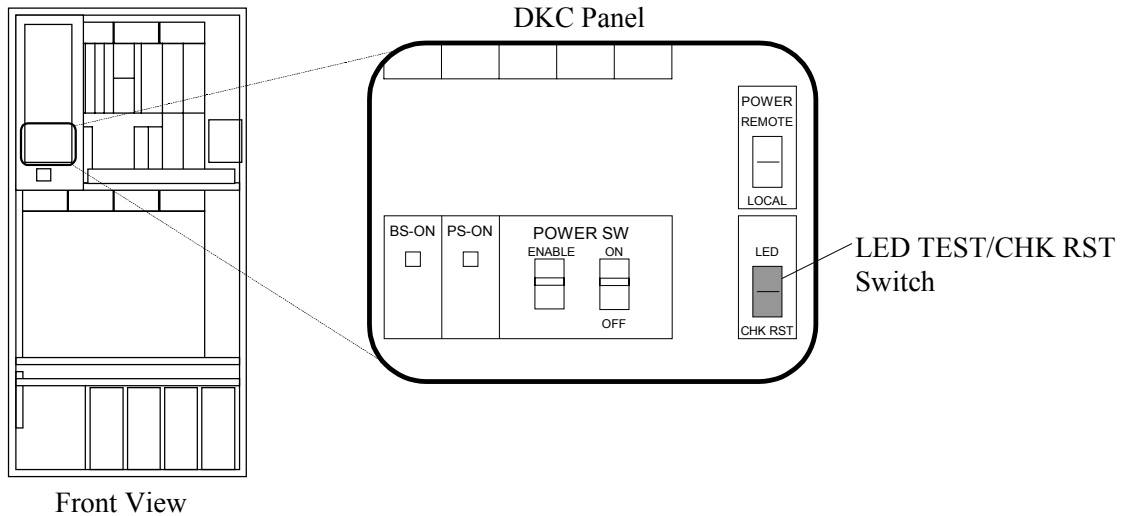 DKC Panel
POWER
REMOTE
LOCAL
BS-ON
PS-ON
POWER SW
ENABLE
ON
OFF
LED
CHK RST
LED TEST/CHK RST
Switch
Front View